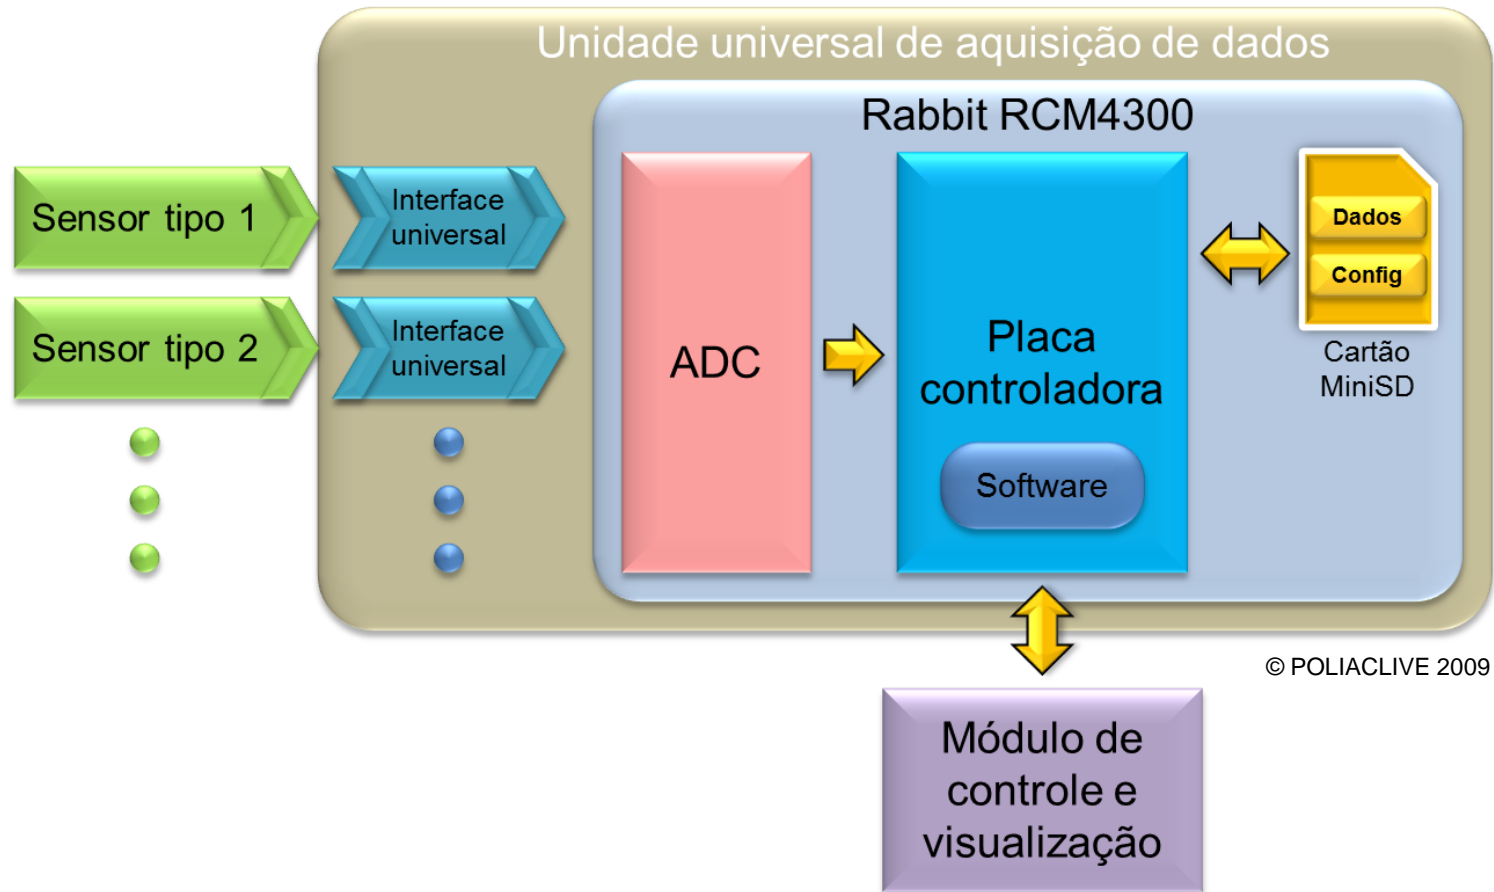 Unidade universal de aquisição de dados
Rabbit RCM4300
Sensor tipo 1
Interface
universal
Sensor tipo 2
Interface
universal
ADC
Placa
controladora
Software
Dados
Config
Cartão
MiniSD
© POLIACLIVE 2009
Módulo de
controle e
visualização